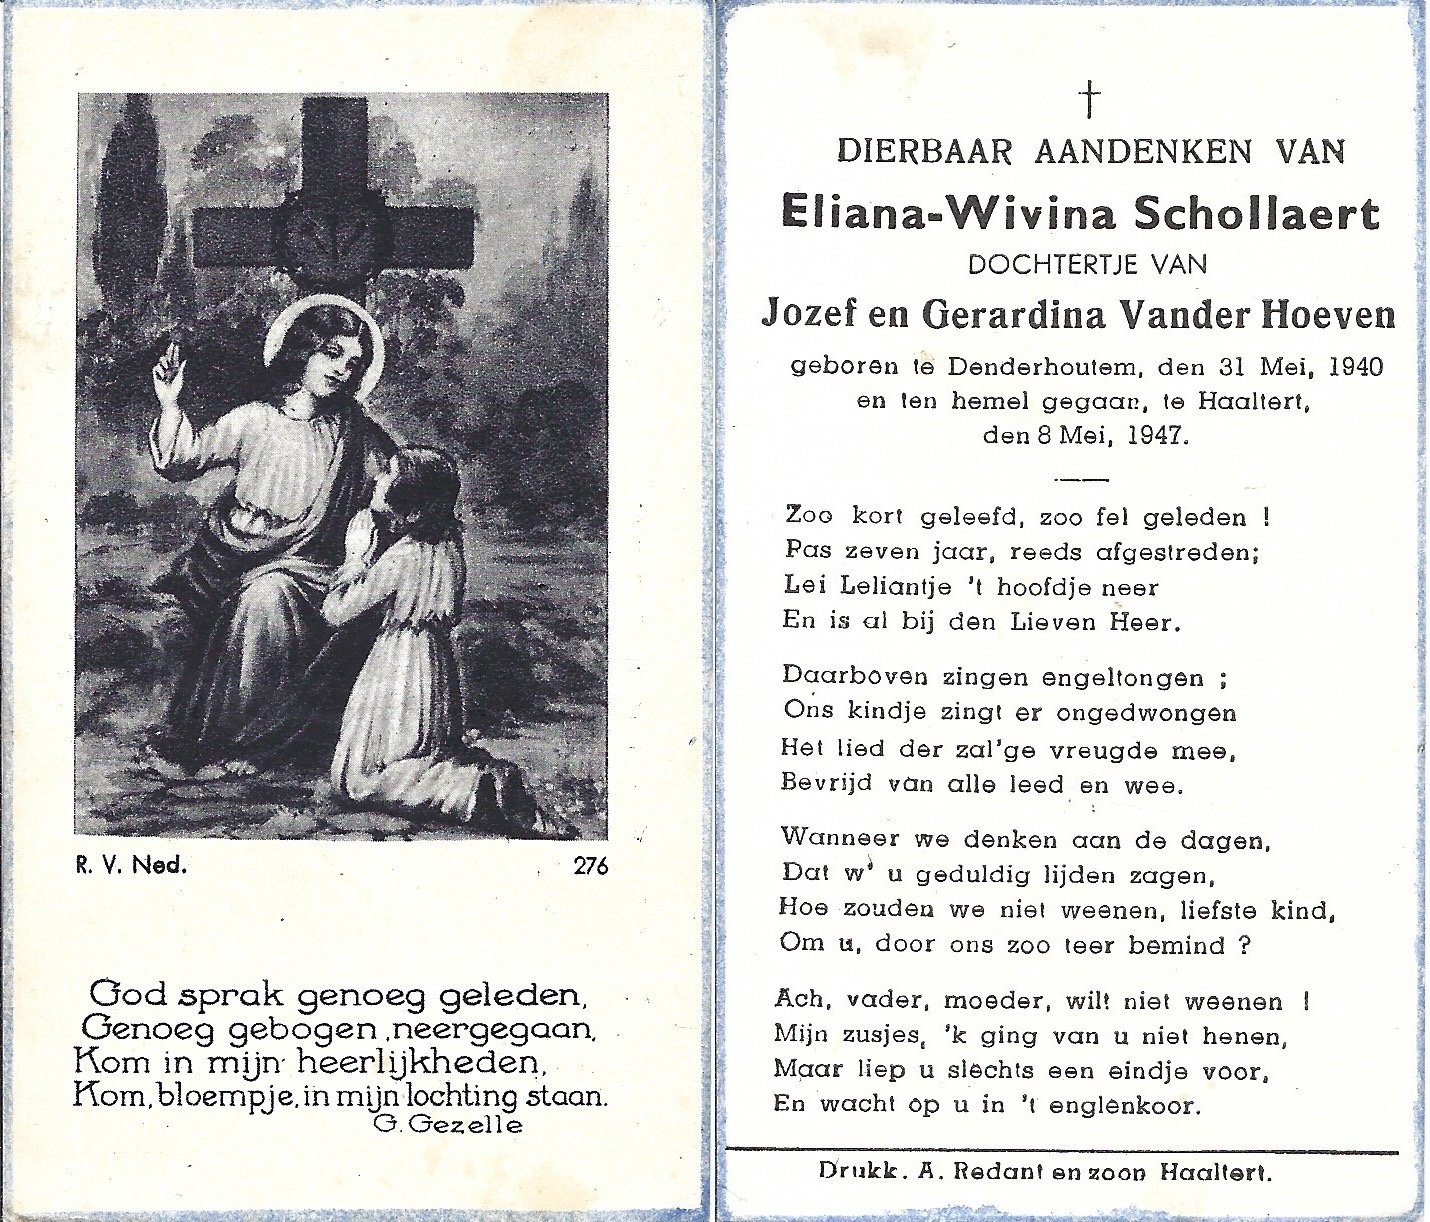 R. V. Ned. 276
God sprak genoeg geleden,
Genoeg gebogen, neergegaan,
Kom in mijn heerlijkheden,
Kom, bloempje, in mijn lochting staan.
G. Gezelle
†
DIERBAAR AANDENKEN VAN
Eliana-Wivina Schollaert
DOCHTERTJE VAN
Jozef en Gerardina Vander Hoeven
geboren te Denderhoutem, den 31 Mei, 1940
en ten hemel gegaan, te Haaltert,
den 8 Mei, 1947.
Zoo kort geleefd, zoo fel geleden !
Pas zeven jaar, reeds afgestreden;
Lei Leliantje 't hoofdje neer
En is al bij den Lieven Heer.
Daarboven zingen engeltongen ;
Ons kindje zingt er ongedwongen
Het lied der zal'ge vreugde mee,
Bevrijd van alle leed en wee.
Wanneer we denken aan de dagen,
Dat w' u geduldig lijden zagen,
Hoe zouden we niet weenen, liefste kind,
Om u, door ons zoo teer bemind ?
Ach, vader, moeder, wilt niet weenen !
Mijn zusjes, 'k ging van u niet henen,
Maar liep u slechts een eindje voor,
En wacht op u in 't englenkoor.
Drukk. A. Redant en zoon Haaltert.